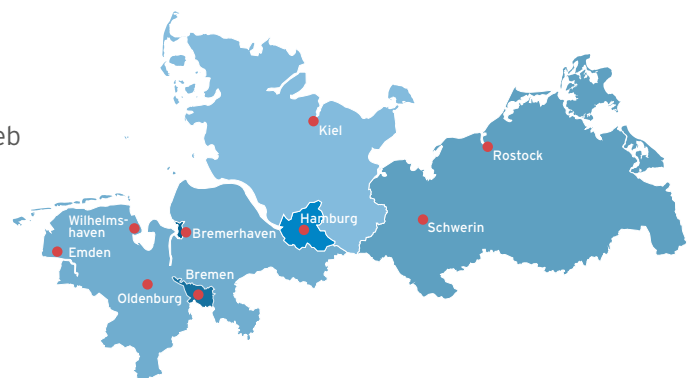 eb
Kiel
Rostock
Wilhelms-
haven
Hamburg
Schwerin
Bremerhaven
Emden
Bremen
Oldenburg